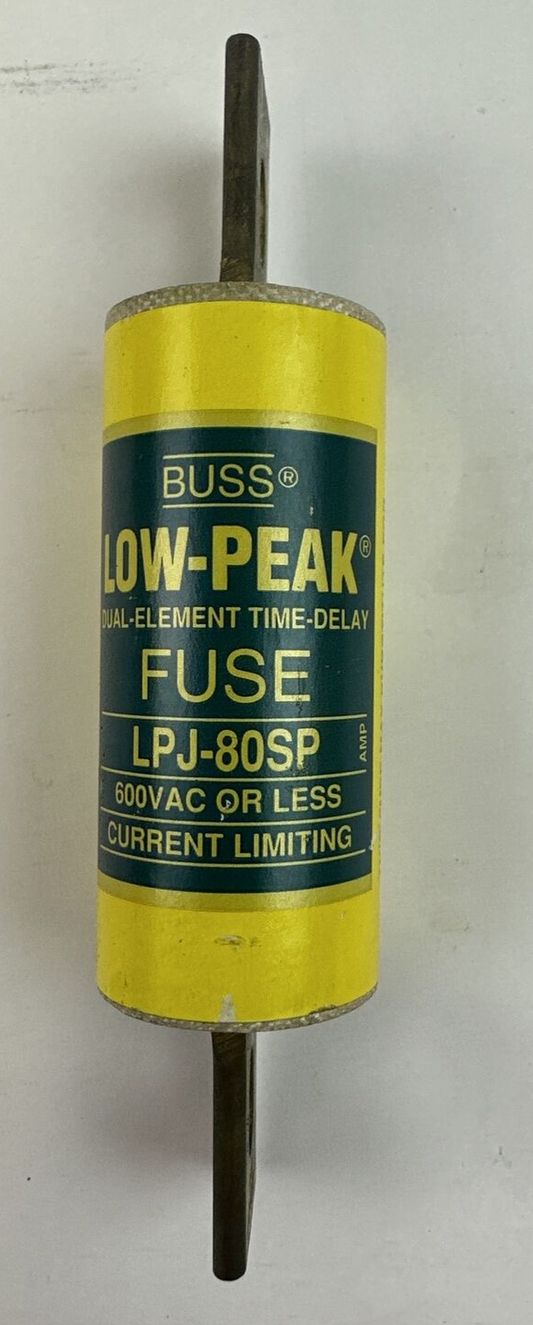 BUSS®
LOW-PEAK®
DUAL-ELEMENT TIME-DELAY
FUSE
LPJ-80SP AMP
600VAC OR LESS
CURRENT LIMITING